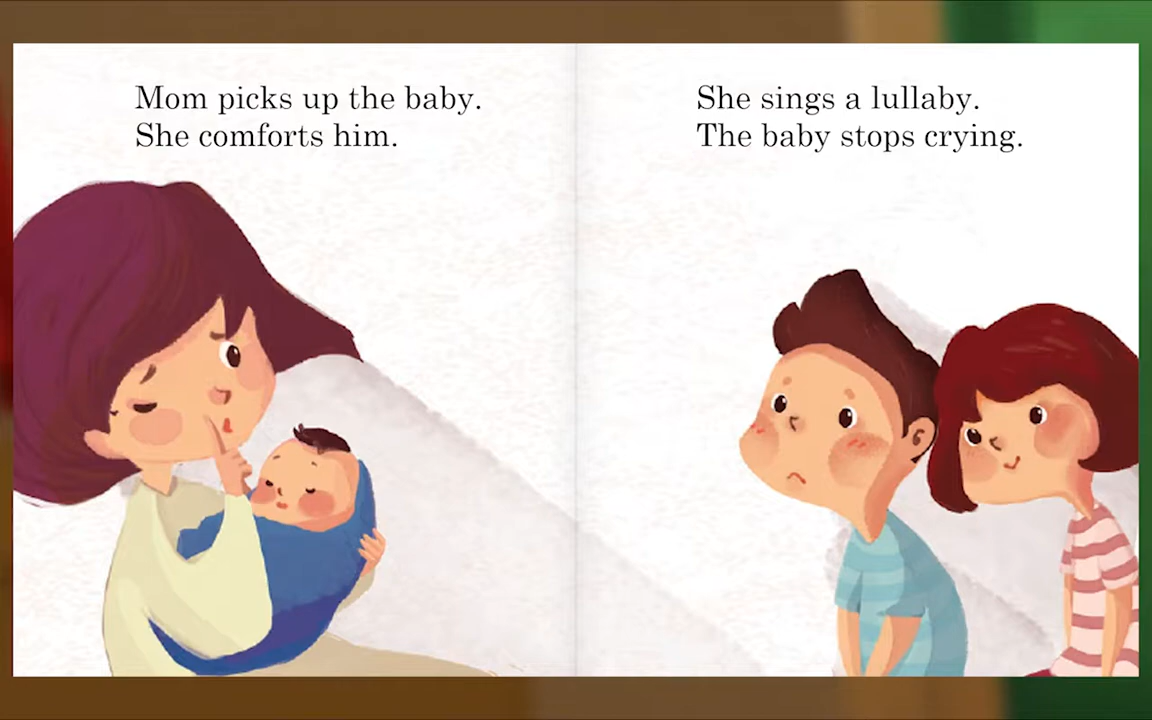 Mom picks up the baby.
She comforts him.
She sings a lullaby.
The baby stops crying.